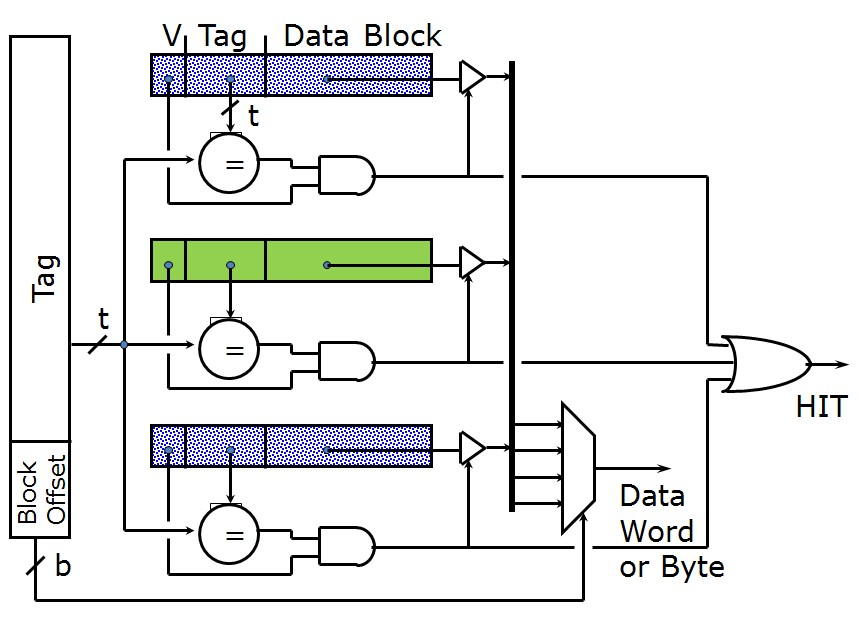 V Tag Data Block
t
=
Tag
t
=
HIT
Block
Offset
=
Data
Word
or Byte
b